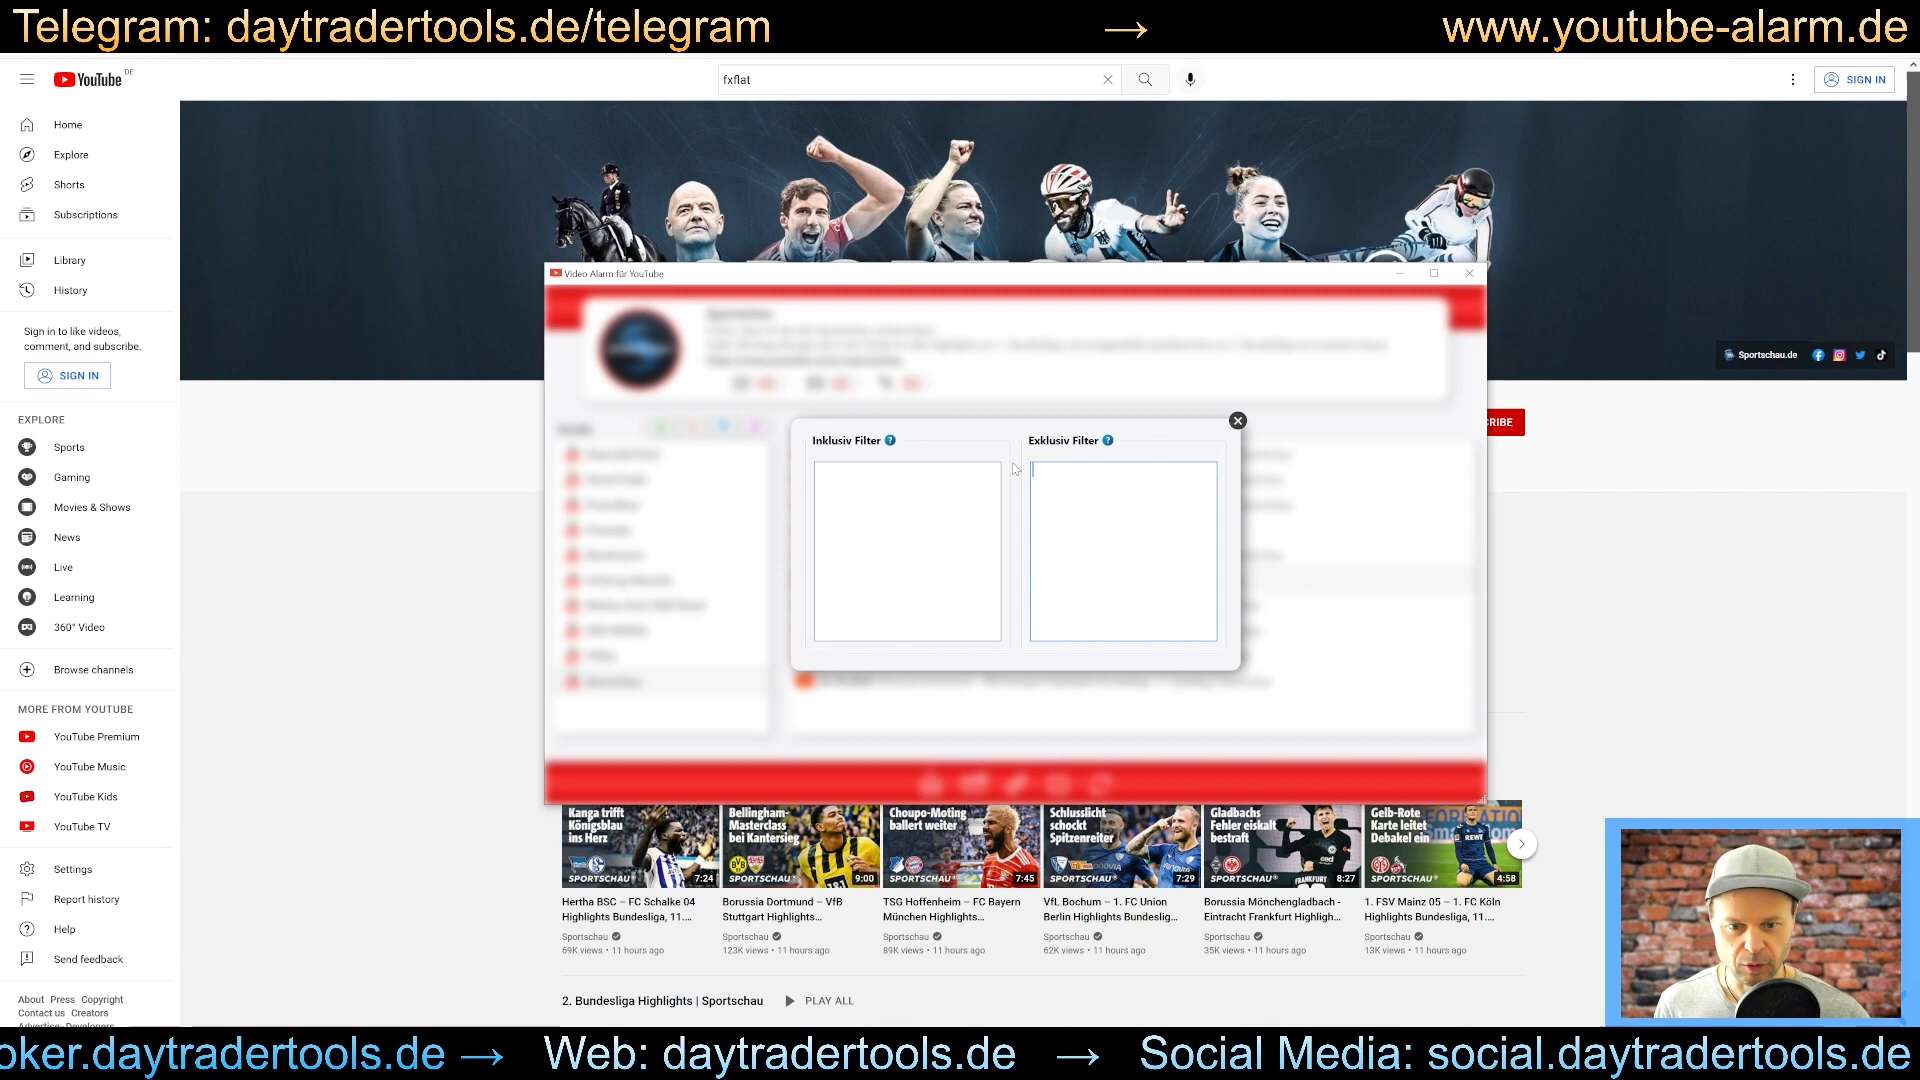 Telegram: daytradertools.de/telegram → www.youtube-alarm.de
YouTube DE
fxflat
SIGN IN
Home
Explore
Shorts
Subscriptions
Library
History
Sign in to like videos,
comment, and subscribe.
SIGN IN
EXPLORE
Sports
Gaming
Movies & Shows
News
Live
Learning
360° Video
Browse channels
MORE FROM YOUTUBE
YouTube Premium
YouTube Music
YouTube Kids
YouTube TV
Settings
Report history
Help
Send feedback
About Press Copyright
Contact us Creators
Advertise Developers
Sportschau.de
RIBE
Video Alarm für YouTube
Inklusiv Filter ?
Exklusiv Filter ?
Kanga trifft
Königsblau
ins Herz
SPORTSCHAU
7:24
Hertha BSC – FC Schalke 04
Highlights Bundesliga, 11....
Sportschau
69K views • 11 hours ago
Bellingham-
Masterclass
bei Kantersieg
SPORTSCHAU
9:00
Borussia Dortmund – VfB
Stuttgart Highlights...
Sportschau
123K views • 11 hours ago
Choupo-Moting
ballert weiter
SPORTSCHAU
7:45
TSG Hoffenheim – FC Bayern
München Highlights...
Sportschau
89K views • 11 hours ago
Schlusslicht
schockt
Spitzenreiter
SPORTSCHAU
7:29
VfL Bochum – 1. FC Union
Berlin Highlights Bundeslig...
Sportschau
62K views • 11 hours ago
Gladbachs
Fehler eiskalt
bestraft
SPORTSCHAU
8:27
Borussia Mönchengladbach -
Eintracht Frankfurt Highligh...
Sportschau
35K views • 11 hours ago
Gelb-Rote
Karte leitet
Debakel ein
REWE
SPORTSCHAU
4:58
1. FSV Mainz 05 – 1. FC Köln
Highlights Bundesliga, 11....
Sportschau
13K views • 11 hours ago
2. Bundesliga Highlights | Sportschau
PLAY ALL
oker.daytradertools.de → Web: daytradertools.de → Social Media: social.daytradertools.de